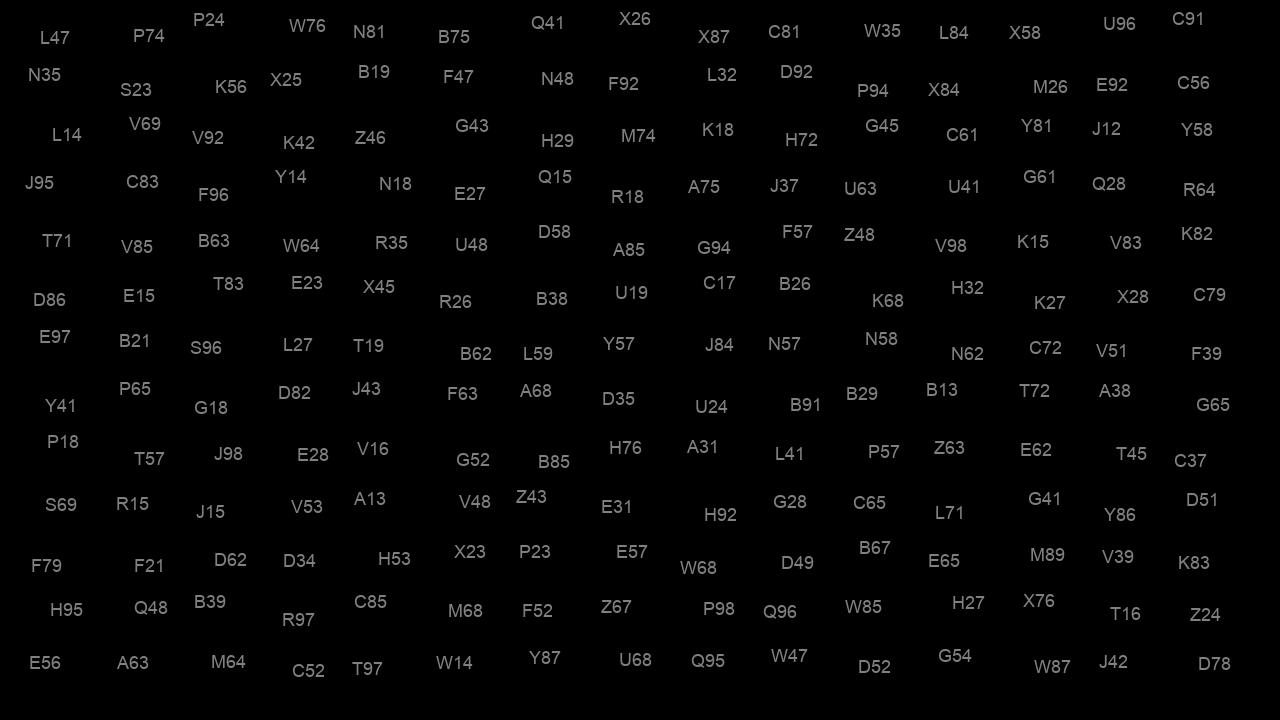 L47 P74 P24 W76 N81 B75 Q41 X26 X87 C81 W35 L84 X58 U96 C91
N35 S23 K56 X25 B19 F47 N48 F92 L32 D92 P94 X84 M26 E92 C56
L14 V69 V92 K42 Z46 G43 H29 M74 K18 H72 G45 C61 Y81 J12 Y58
J95 C83 F96 Y14 N18 E27 Q15 R18 A75 J37 U63 U41 G61 Q28 R64
T71 V85 B63 W64 R35 U48 D58 A85 G94 F57 Z48 V98 K15 V83 K82
D86 E15 T83 E23 X45 R26 B38 U19 C17 B26 K68 H32 K27 X28 C79
E97 B21 S96 L27 T19 B62 L59 Y57 J84 N57 N58 N62 C72 V51 F39
Y41 P65 G18 D82 J43 F63 A68 D35 U24 B91 B29 B13 T72 A38 G65
P18 T57 J98 E28 V16 G52 B85 H76 A31 L41 P57 Z63 E62 T45 C37
S69 R15 J15 V53 A13 V48 Z43 E31 H92 G28 C65 L71 G41 Y86 D51
F79 F21 D62 D34 H53 X23 P23 E57 W68 D49 B67 E65 M89 V39 K83
H95 Q48 B39 R97 C85 M68 F52 Z67 P98 Q96 W85 H27 X76 T16 Z24
E56 A63 M64 C52 T97 W14 Y87 U68 Q95 W47 D52 G54 W87 J42 D78